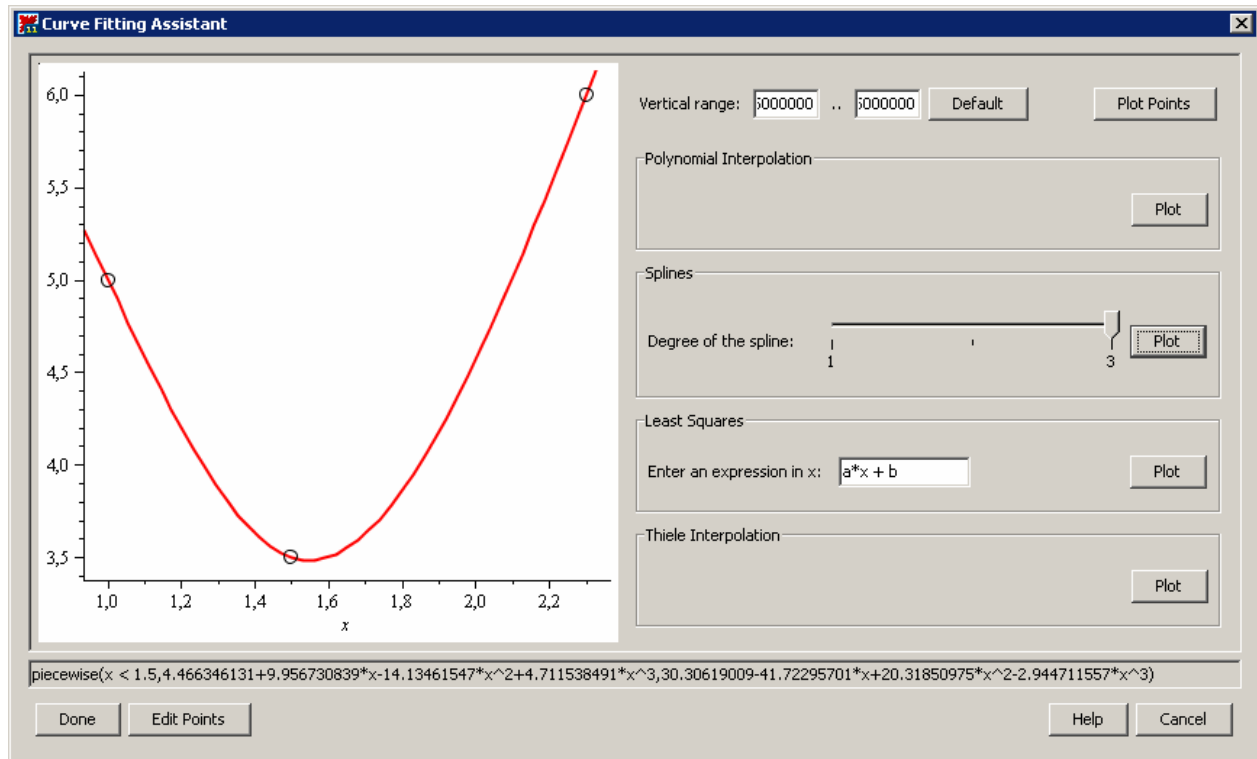 Curve Fitting Assistant
6,0
5,5
5,0
4,5
4,0
3,5
1,0 1,2 1,4 1,6 1,8 2,0 2,2
x
Vertical range: 5000000 .. 5000000 Default Plot Points
Polynomial Interpolation
Plot
Splines
Degree of the spline: 1 3 Plot
Least Squares
Enter an expression in x: a*x + b Plot
Thiele Interpolation
Plot
piecewise(x < 1.5,4.466346131+9.956730839*x-14.13461547*x^2+4.711538491*x^3,30.30619009-41.72295701*x+20.31850975*x^2-2.944711557*x^3)
Done Edit Points Help Cancel